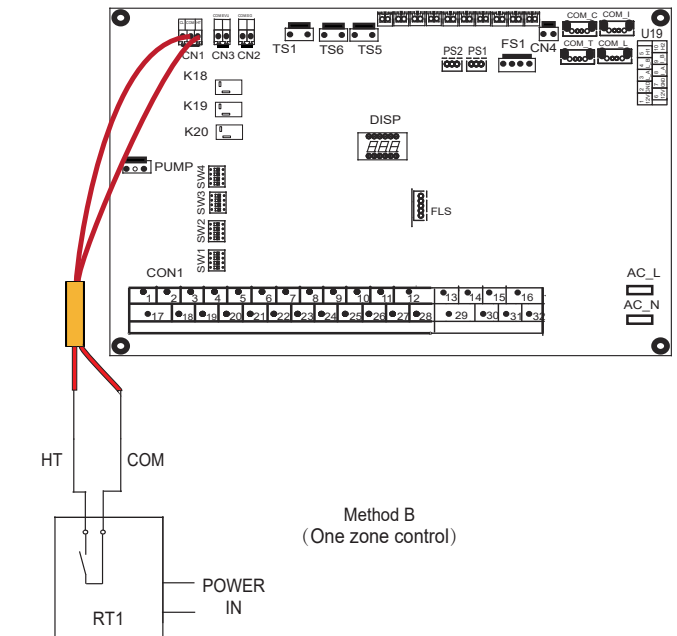 CL COM HT
CN1 CN3 CN2
TS1 TS6 TS5
PS2 PS1
FS1 CN4
COM_C COM_I
COM_T COM_L
U19
K18
K19
K20
DISP
PUMP
SW4
SW3
SW2
SW1
FLS
CON1
1 2 3 4 5 6 7 8 9 10 11 12 13 14 15 16
17 18 19 20 21 22 23 24 25 26 27 28 29 30 31 32
AC_L
AC_N
HT COM
Method B
(One zone control)
POWER
IN
RT1